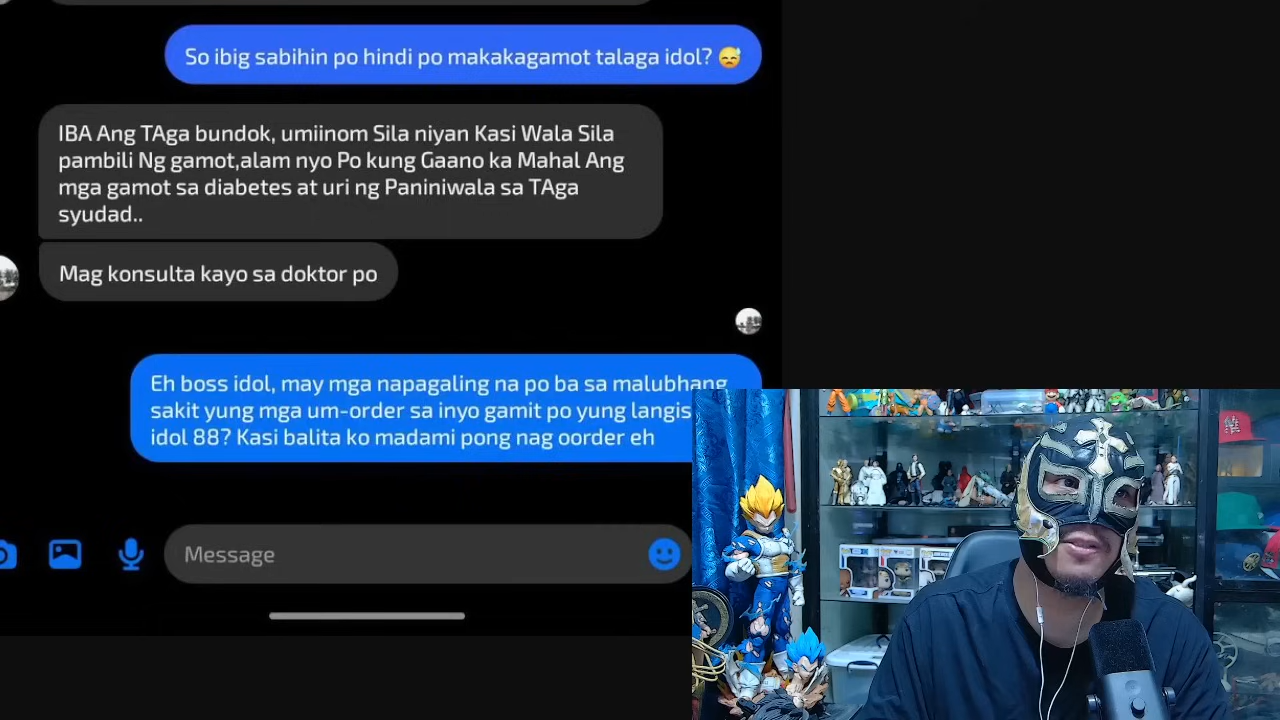 So ibig sabihin po hindi po makakagamot talaga idol? 😅
IBA Ang TAga bundok, umiinom Sila niyan Kasi Wala Sila
pambili Ng gamot,alam nyo Po kung Gaano ka Mahal Ang
mga gamot sa diabetes at uri ng Paniniwala sa TAga
syudad..
Mag konsulta kayo sa doktor po
Eh boss idol, may mga napagaling na po ba sa malubhang
sakit yung mga um-order sa inyo gamit po yung langis
idol 88? Kasi balita ko madami pong nag oorder eh
Message